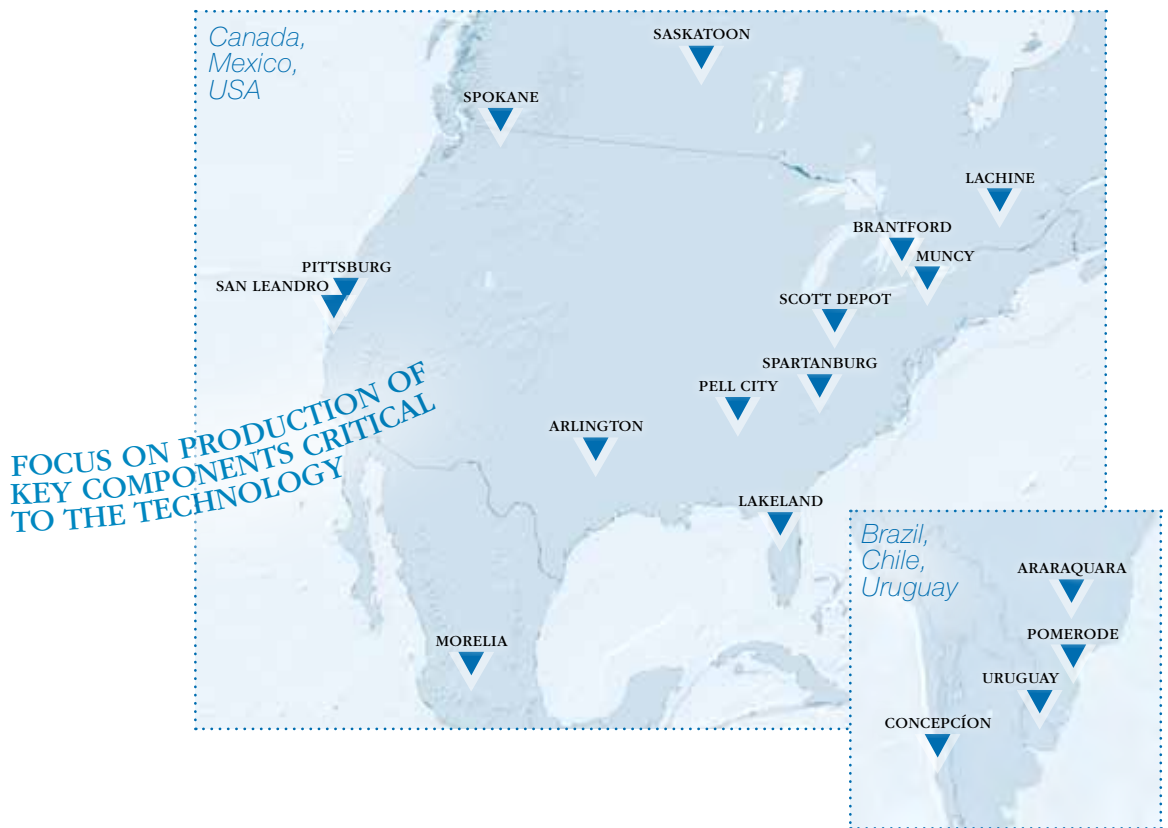 Canada,
Mexico,
USA
SASKATOON
SPOKANE
LACHINE
BRANTFORD
MUNCY
PITTSBURG
SAN LEANDRO
SCOTT DEPOT
SPARTANBURG
PELL CITY
ARLINGTON
FOCUS ON PRODUCTION OF
KEY COMPONENTS CRITICAL
TO THE TECHNOLOGY
LAKELAND
MORELIA
Brazil,
Chile,
Uruguay
ARARAQUARA
POMERODE
URUGUAY
CONCEPCÍON